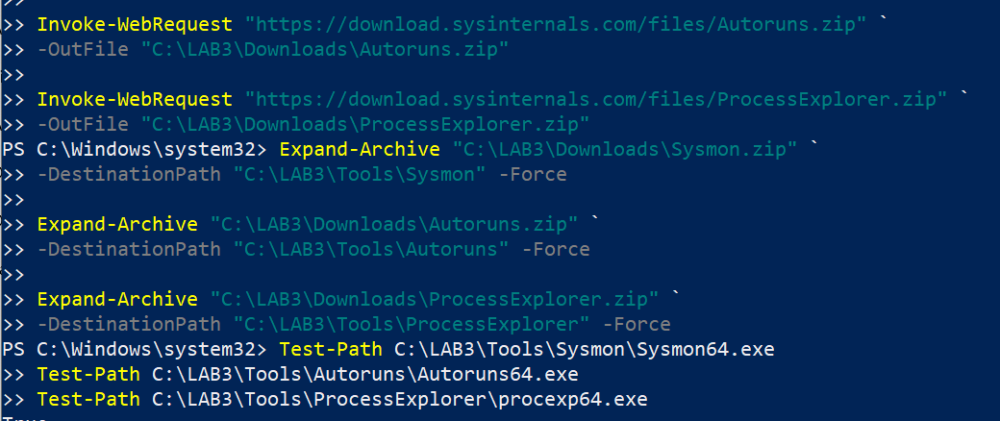 >>
>> Invoke-WebRequest "https://download.sysinternals.com/files/Autoruns.zip" `
>> -OutFile "C:\LAB3\Downloads\Autoruns.zip"
>>
>> Invoke-WebRequest "https://download.sysinternals.com/files/ProcessExplorer.zip" `
>> -OutFile "C:\LAB3\Downloads\ProcessExplorer.zip"
PS C:\Windows\system32> Expand-Archive "C:\LAB3\Downloads\Sysmon.zip" `
>> -DestinationPath "C:\LAB3\Tools\Sysmon" -Force
>>
>> Expand-Archive "C:\LAB3\Downloads\Autoruns.zip" `
>> -DestinationPath "C:\LAB3\Tools\Autoruns" -Force
>>
>> Expand-Archive "C:\LAB3\Downloads\ProcessExplorer.zip" `
>> -DestinationPath "C:\LAB3\Tools\ProcessExplorer" -Force
PS C:\Windows\system32> Test-Path C:\LAB3\Tools\Sysmon\Sysmon64.exe
>> Test-Path C:\LAB3\Tools\Autoruns\Autoruns64.exe
>> Test-Path C:\LAB3\Tools\ProcessExplorer\procexp64.exe
True